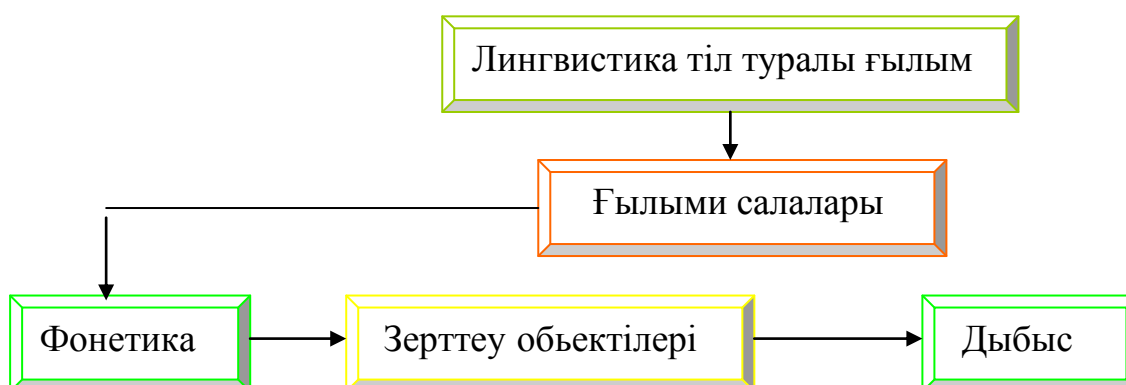 Лингвистика тіл туралы ғылым
Ғылыми салалары
Фонетика
Зерттеу обьектілері
Дыбыс